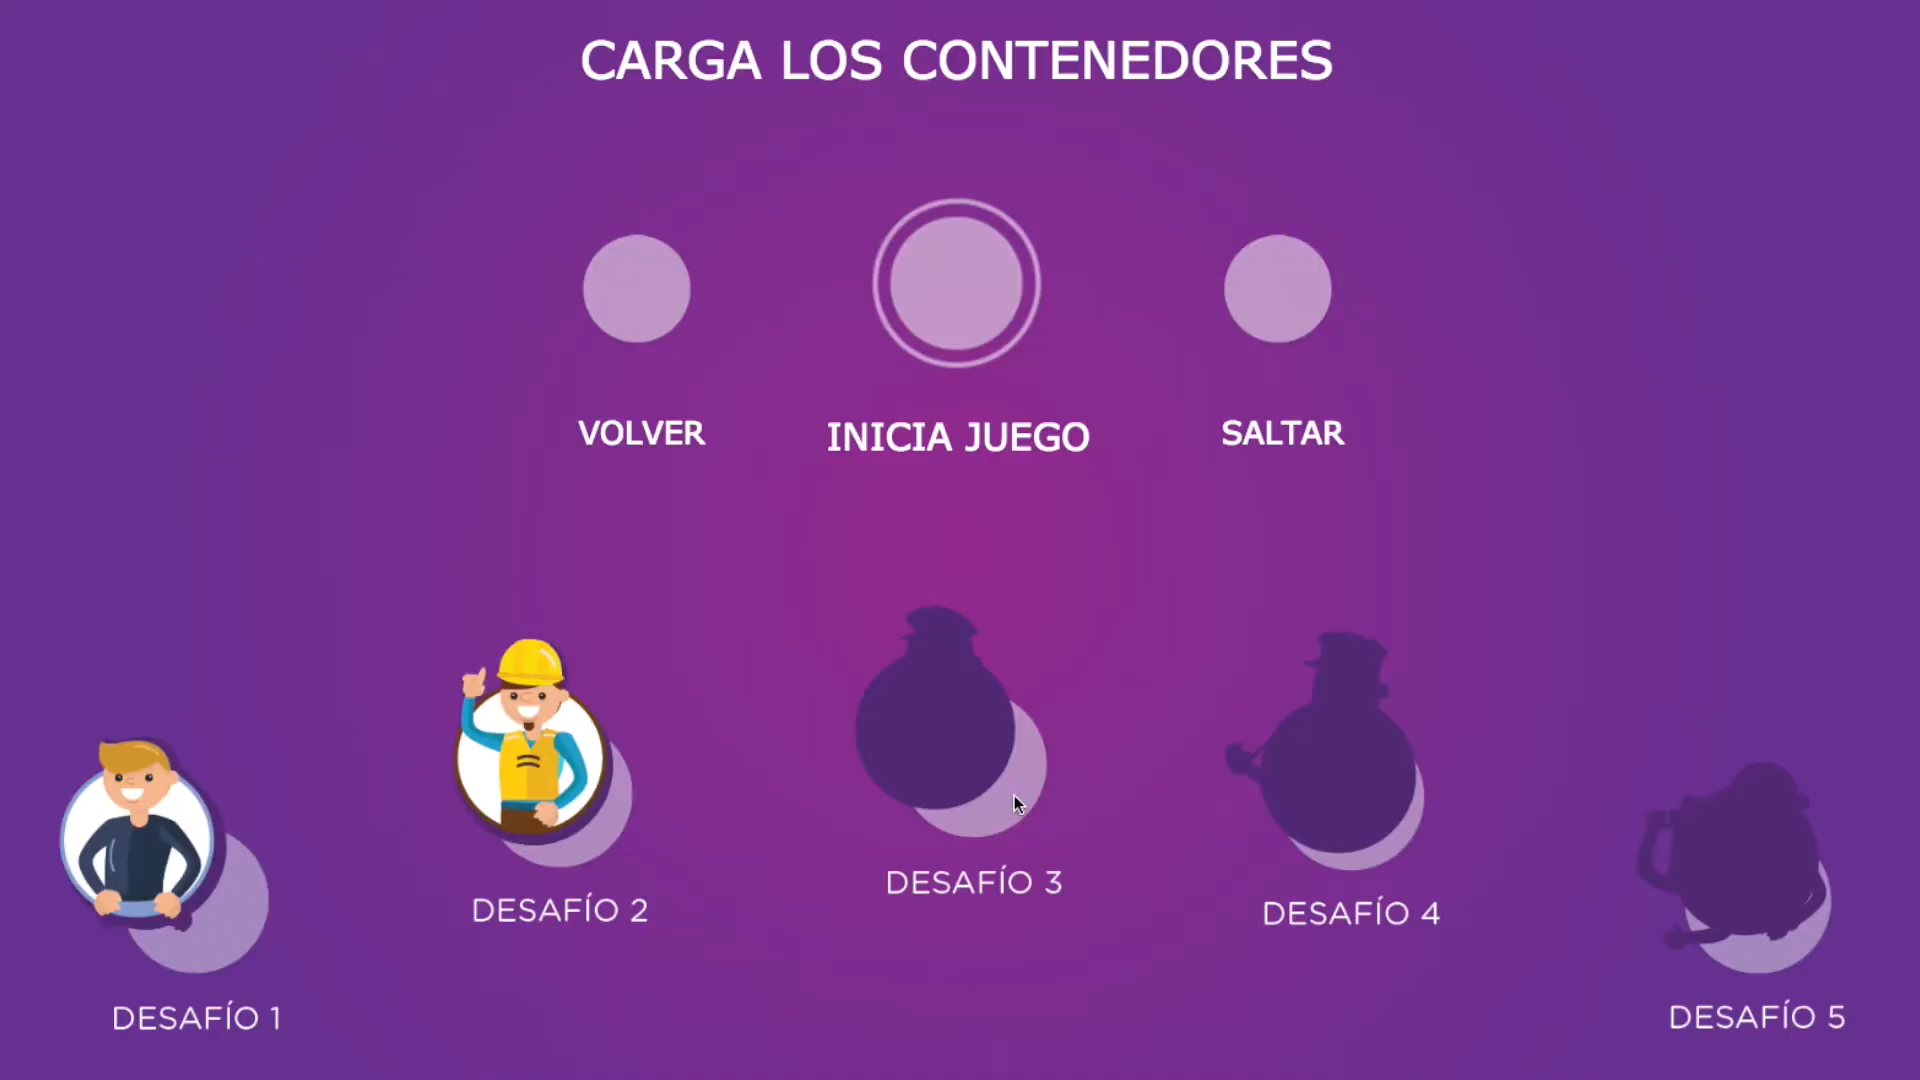 CARGA LOS CONTENEDORES
VOLVER
INICIA JUEGO
SALTAR
DESAFÍO 1
DESAFÍO 2
DESAFÍO 3
DESAFÍO 4
DESAFÍO 5